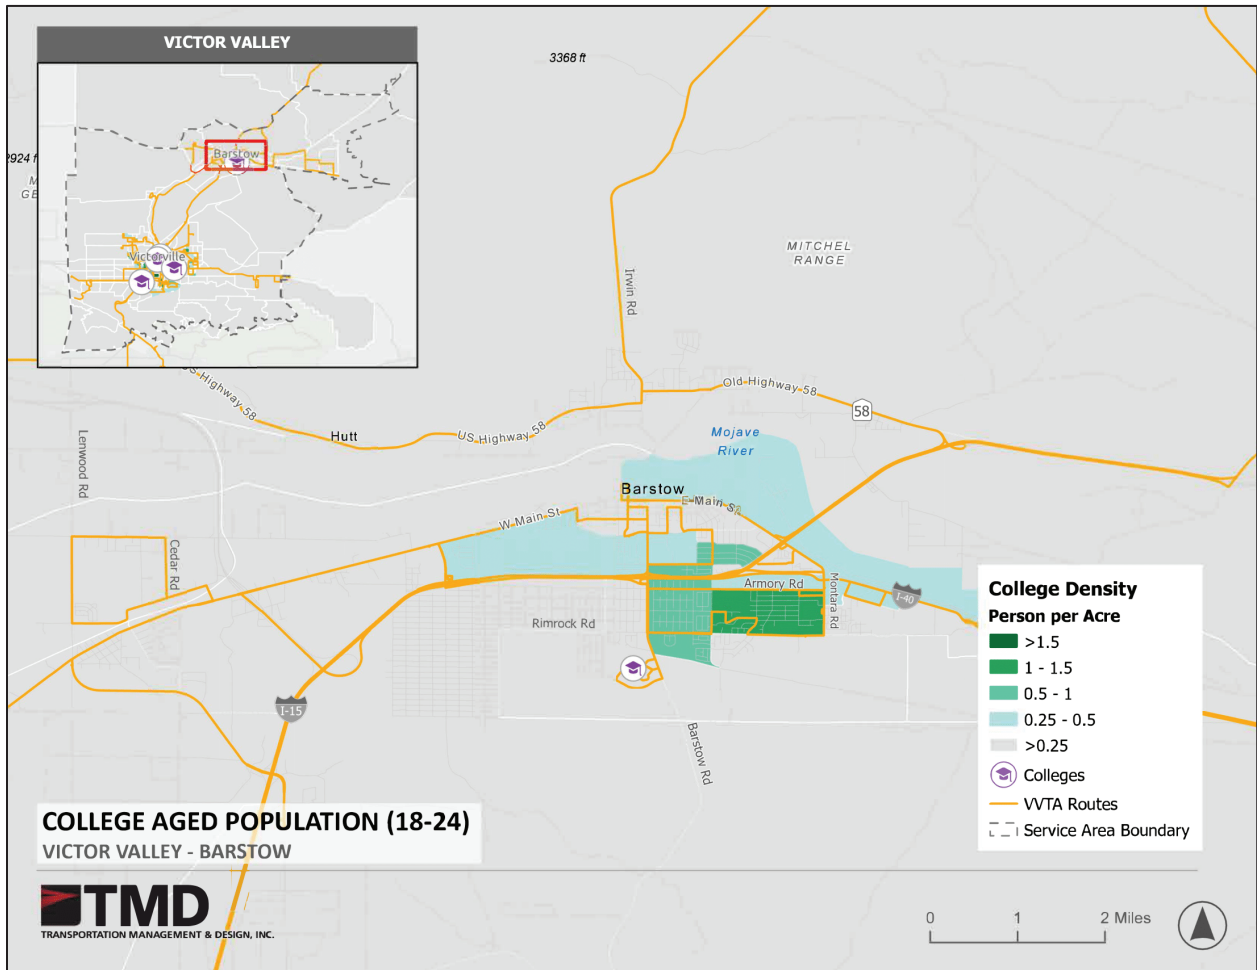 VICTOR VALLEY
Barstow
Victorville
3368 ft
2924 ft
M
GE
MITCHEL
RANGE
Irwin Rd
Old Highway 58
58
US Highway 58
Hutt
US Highway 58
Mojave
River
Lenwood Rd
Barstow
E Main St
W Main St
Cedar Rd
Armory Rd
Montara Rd
I-40
Rimrock Rd
I-15
Barstow Rd
College Density
Person per Acre
>1.5
1 - 1.5
0.5 - 1
0.25 - 0.5
>0.25
Colleges
VVTA Routes
Service Area Boundary
COLLEGE AGED POPULATION (18-24)
VICTOR VALLEY - BARSTOW
TMD
TRANSPORTATION MANAGEMENT & DESIGN, INC.
0 1 2 Miles